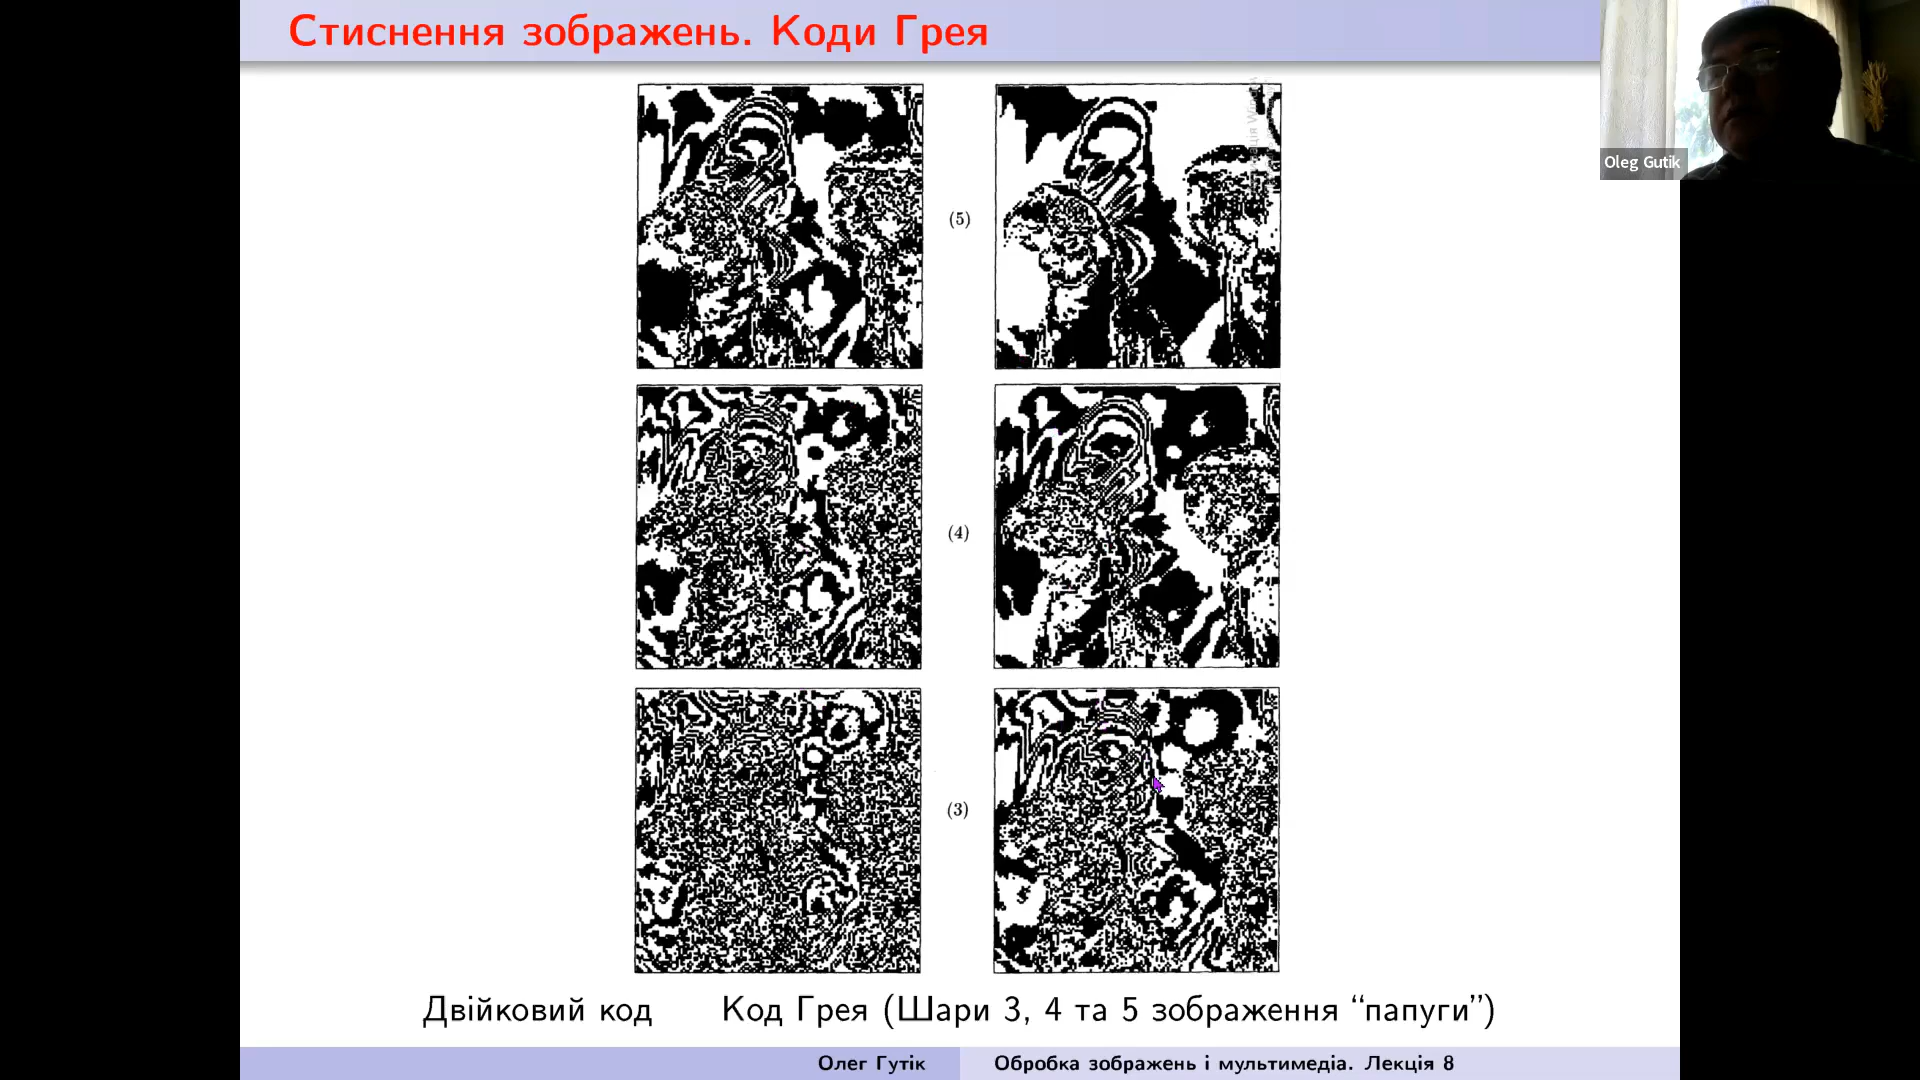 Стиснення зображень. Коди Грея
Oleg Gutik
(5)
(4)
(3)
Двійковий код Код Грея (Шари 3, 4 та 5 зображення “папуги”)
Олег Гутік Обробка зображень і мультимедіа. Лекція 8